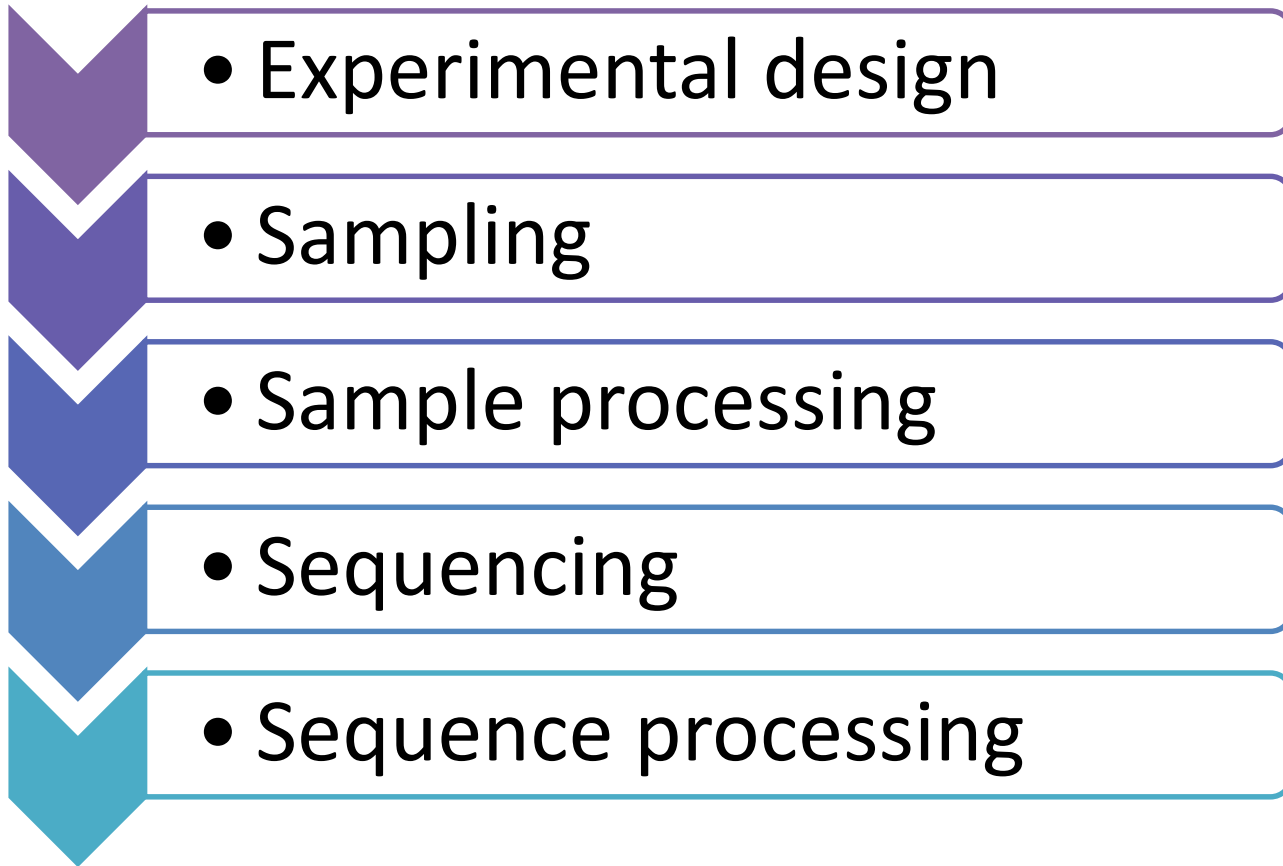 • Experimental design
• Sampling
• Sample processing
• Sequencing
• Sequence processing